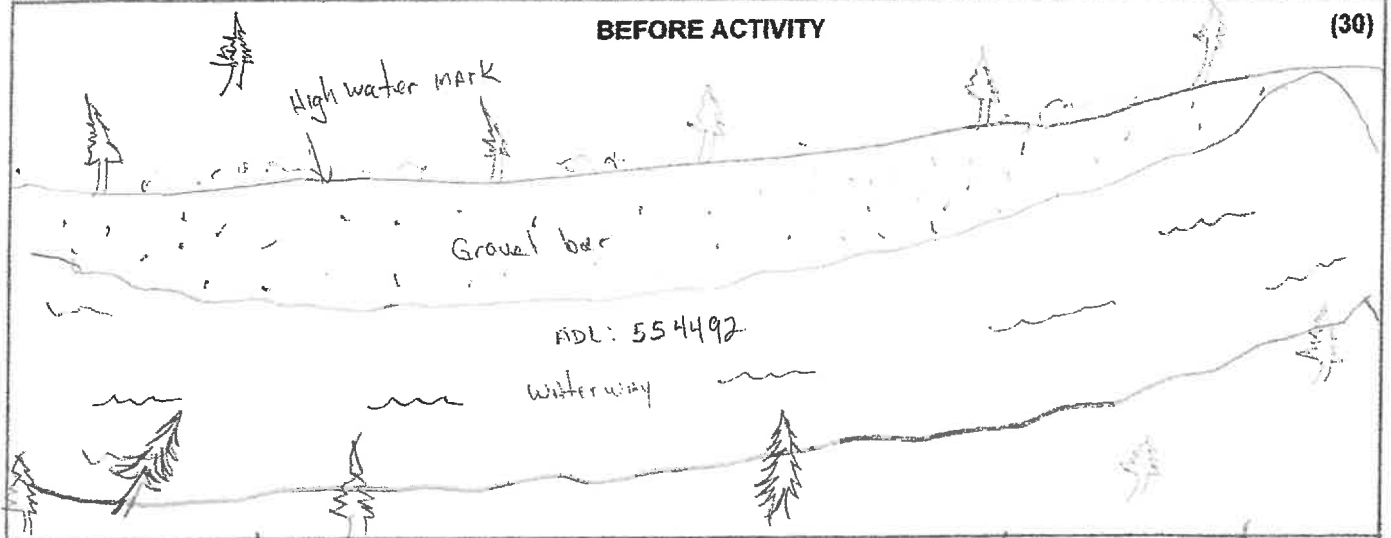 BEFORE ACTIVITY (30)
High water mark
Gravel bar
ADL: 554492
Waterway